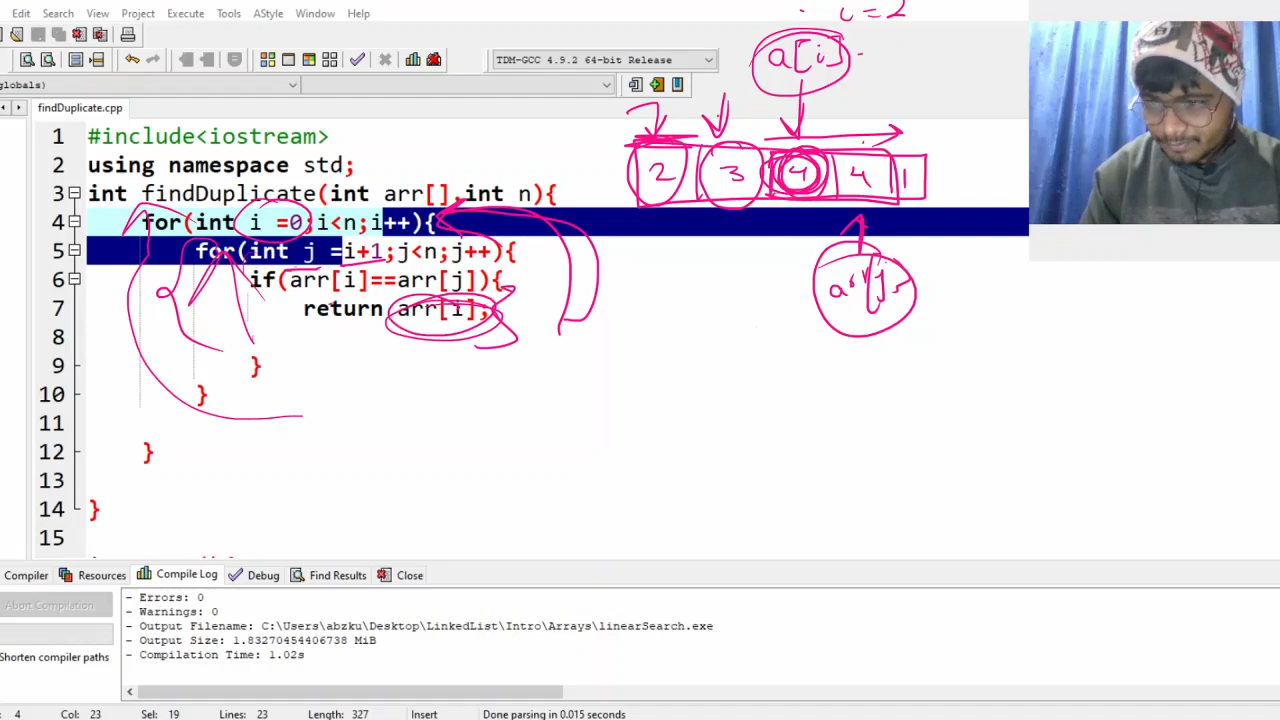 Edit Search View Project Execute Tools AStyle Window Help
TDM-GCC 4.9.2 64-bit Release
globals)
findDuplicate.cpp
i=2
a[i]
2 3 4 4 1
arr[j]
1 #include<iostream>
2 using namespace std;
3 int findDuplicate(int arr[],int n){
4 for(int i =0;i<n;i++){
5 for(int j =i+1;j<n;j++){
6 if(arr[i]==arr[j]){
7 return arr[i];
8
9 }
10 }
11
12 }
13
14 }
15
Compiler Resources Compile Log Debug Find Results Close
Abort Compilation
Shorten compiler paths
- Errors: 0
- Warnings: 0
- Output Filename: C:\Users\abzku\Desktop\LinkedList\Intro\Arrays\linearSearch.exe
- Output Size: 1.83270454406738 MiB
- Compilation Time: 1.02s
4 Col: 23 Sel: 19 Lines: 23 Length: 327 Insert Done parsing in 0.015 seconds